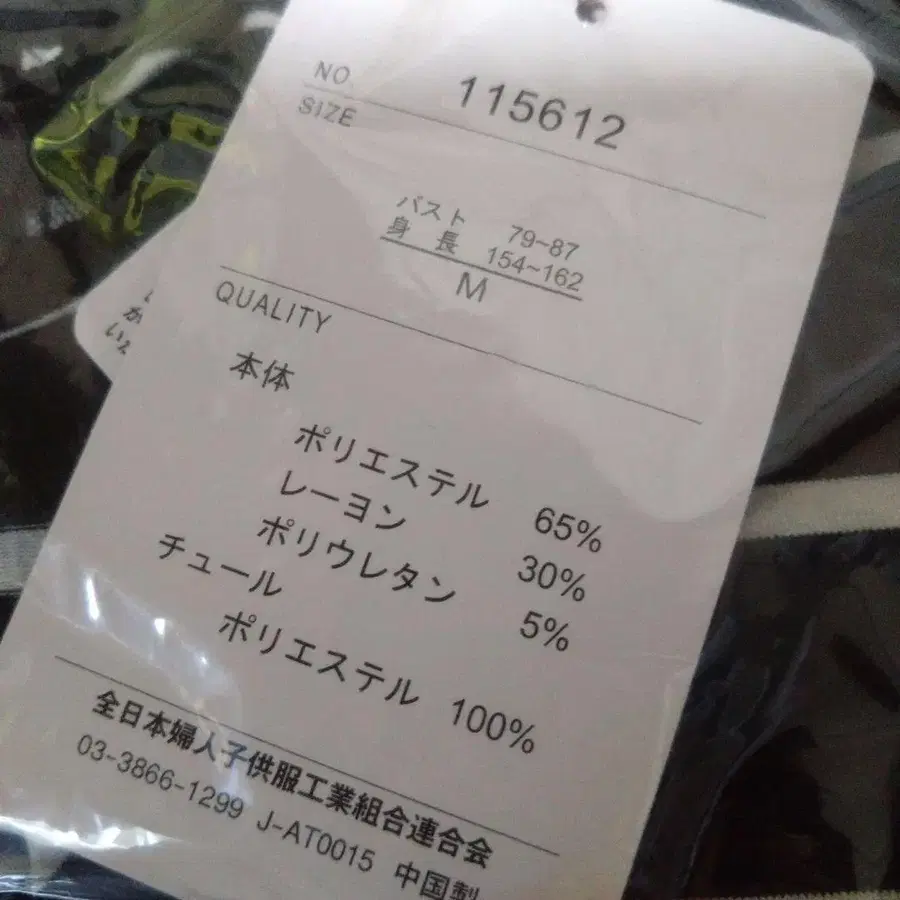 NO. 115612
SIZE
バスト 79~87
身 長 154~162
M
QUALITY
本体
ポリエステル 65%
レーヨン 30%
ポリウレタン 5%
チュール
ポリエステル 100%
全日本婦人子供服工業組合連合会
03-3866-1299 J-AT0015 中国製